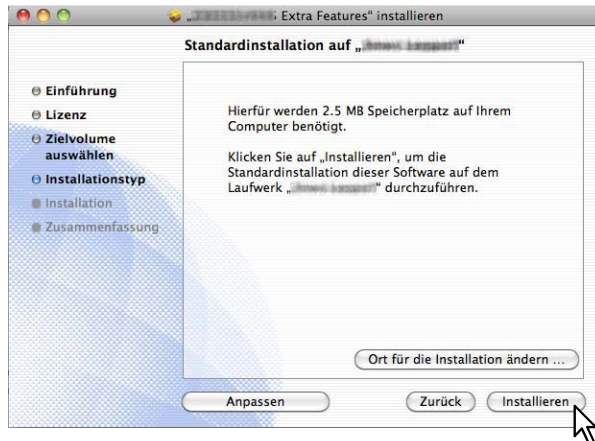 Extra Features“ installieren
Standardinstallation auf „
Einführung
Lizenz
Zielvolume
auswählen
Installationstyp
Installation
Zusammenfassung
Hierfür werden 2.5 MB Speicherplatz auf Ihrem
Computer benötigt.
Klicken Sie auf „Installieren“, um die
Standardinstallation dieser Software auf dem
Laufwerk „ “ durchzuführen.
Ort für die Installation ändern ...
Anpassen
Zurück
Installieren